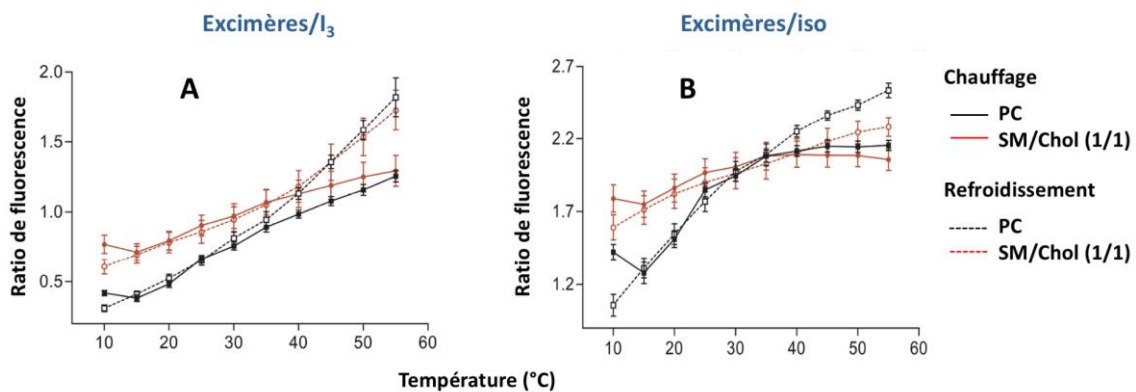 Excimères/I₃
Excimères/iso
A
B
Ratio de fluorescence
2.0
1.5
1.0
0.5
10 20 30 40 50 60
Ratio de fluorescence
2.7
2.2
1.7
1.2
10 20 30 40 50 60
Température (°C)
Chauffage
PC
SM/Chol (1/1)
Refroidissement
PC
SM/Chol (1/1)